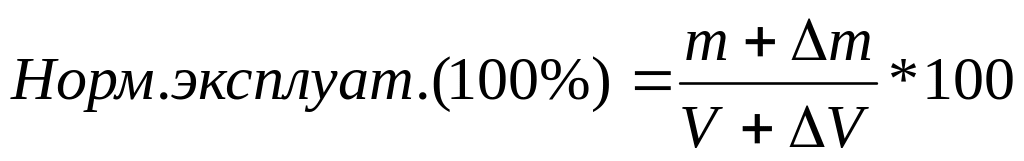 Норм.эксплуат.(100%) = (m + Δm) / (V + ΔV) *100